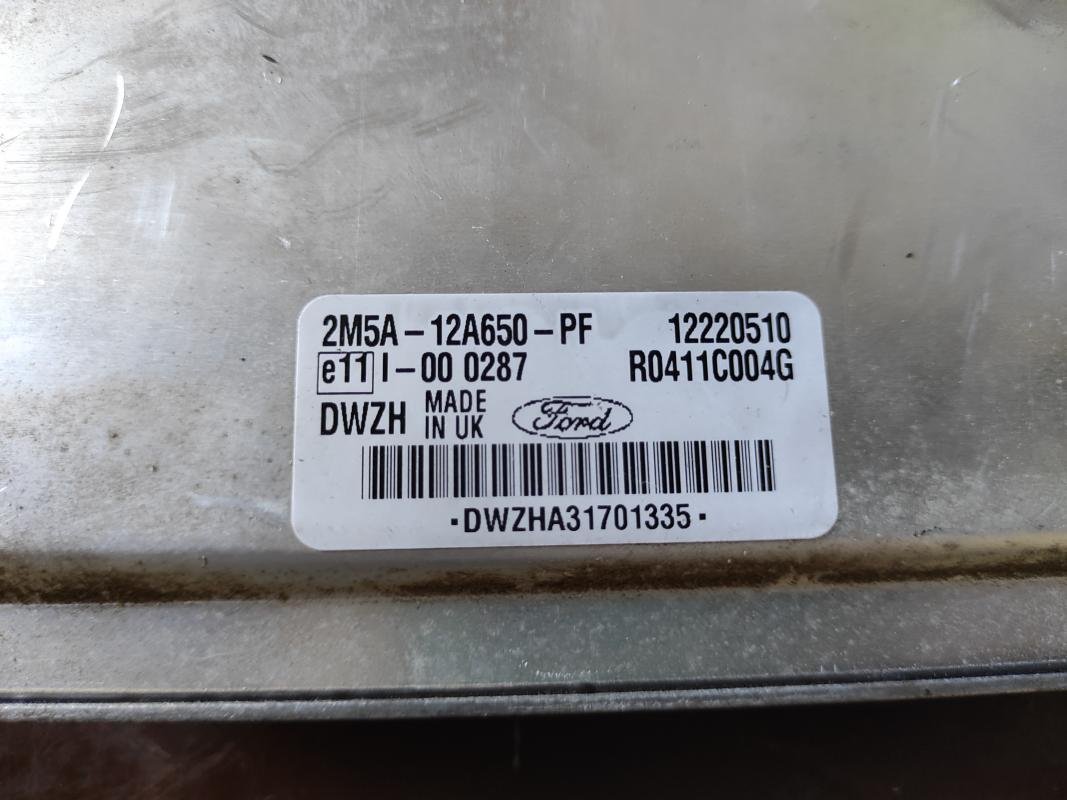 2M5A-12A650-PF 12220510
e11 I-00 0287 R0411C004G
DWZH MADE IN UK Ford
·DWZHA31701335·